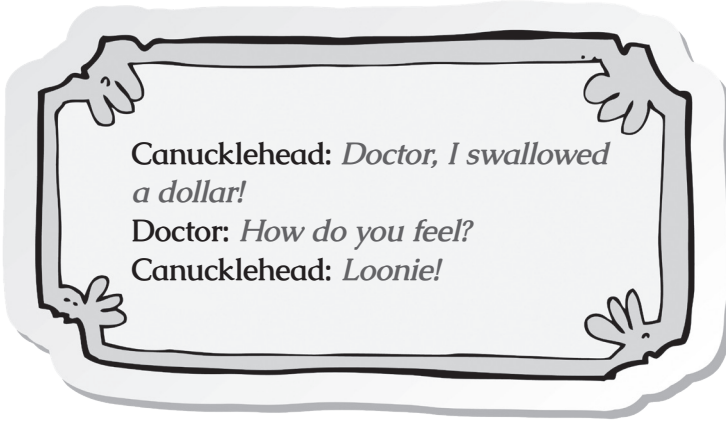 Canucklehead: Doctor, I swallowed
a dollar!
Doctor: How do you feel?
Canucklehead: Loonie!